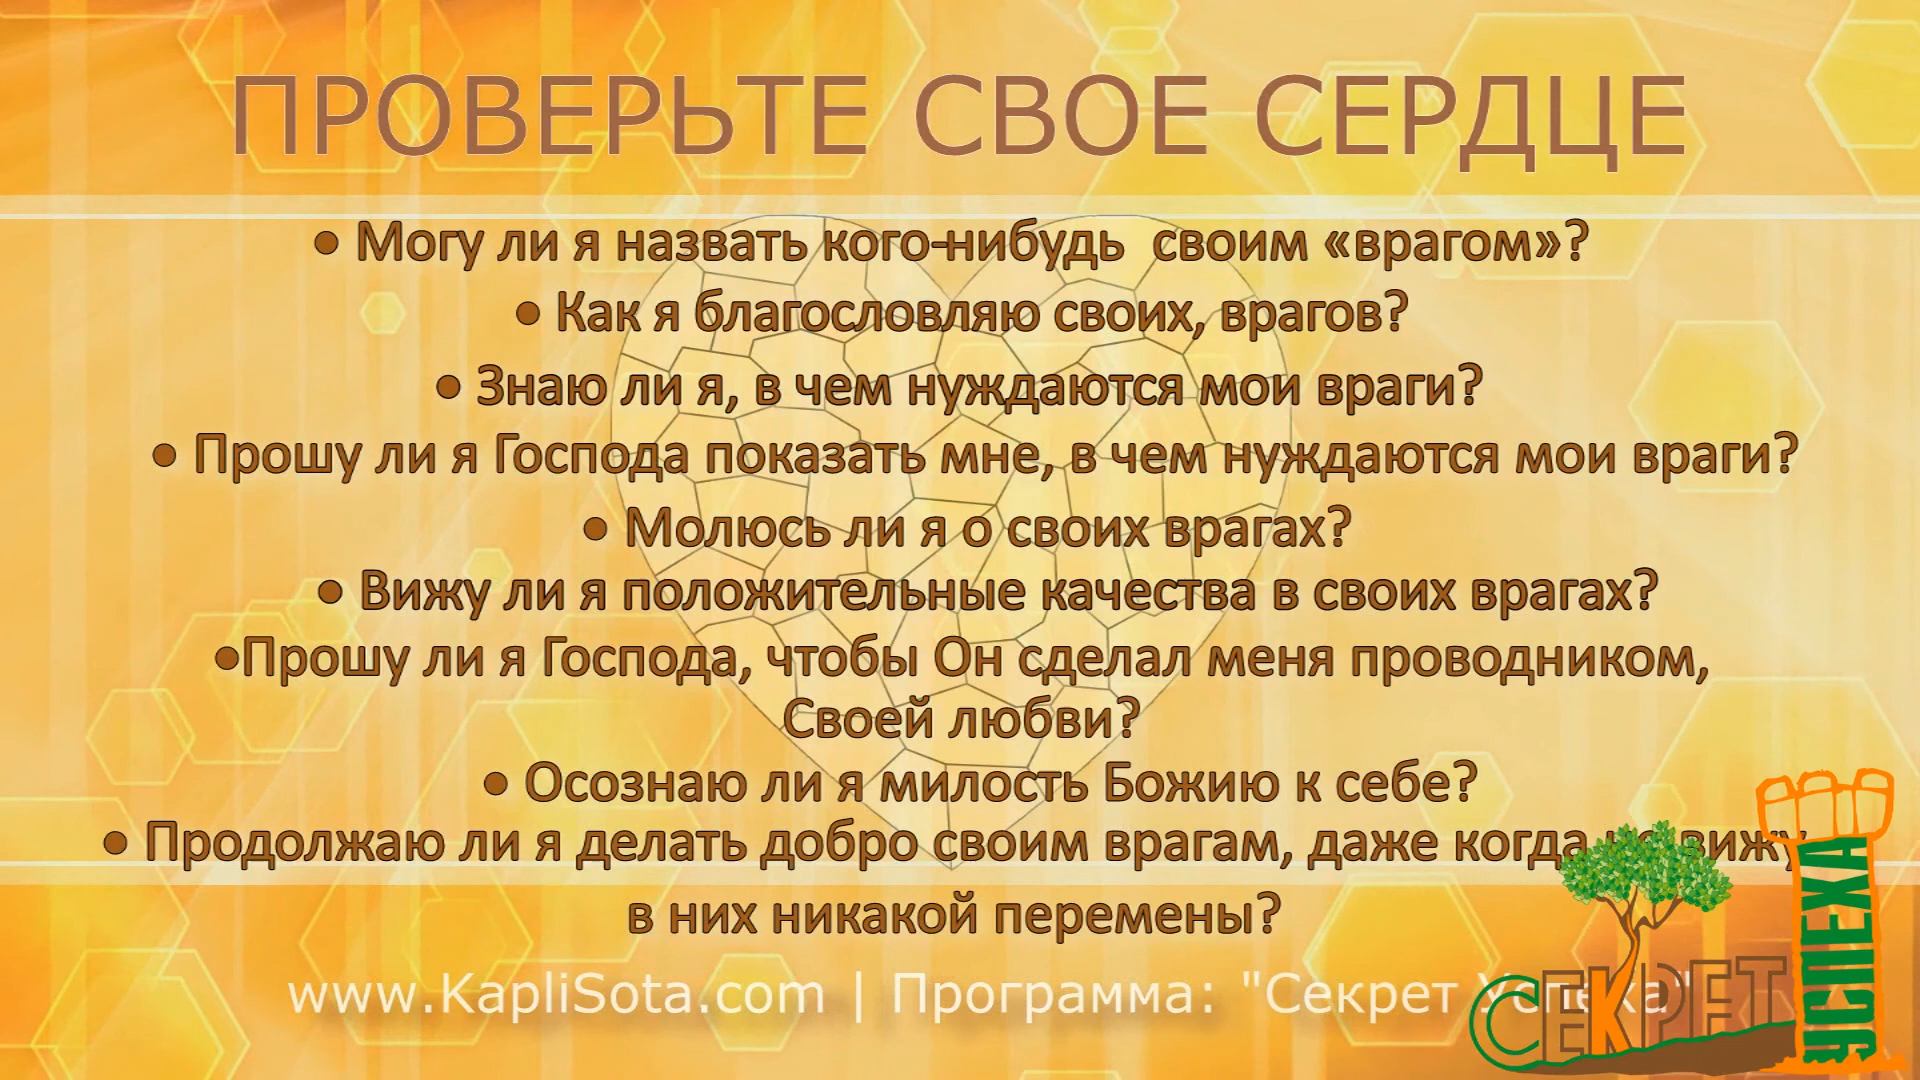 ПРОВЕРЬТЕ СВОЕ СЕРДЦЕ
• Могу ли я назвать кого-нибудь своим «врагом»?
• Как я благословляю своих, врагов?
• Знаю ли я, в чем нуждаются мои враги?
• Прошу ли я Господа показать мне, в чем нуждаются мои враги?
• Молюсь ли я о своих врагах?
• Вижу ли я положительные качества в своих врагах?
•Прошу ли я Господа, чтобы Он сделал меня проводником,
Своей любви?
• Осознаю ли я милость Божию к себе?
• Продолжаю ли я делать добро своим врагам, даже когда не вижу
в них никакой перемены?
www.KapliSota.com | Программа: "Секрет Успеха"
СЕКРЕТ
УСПЕХА